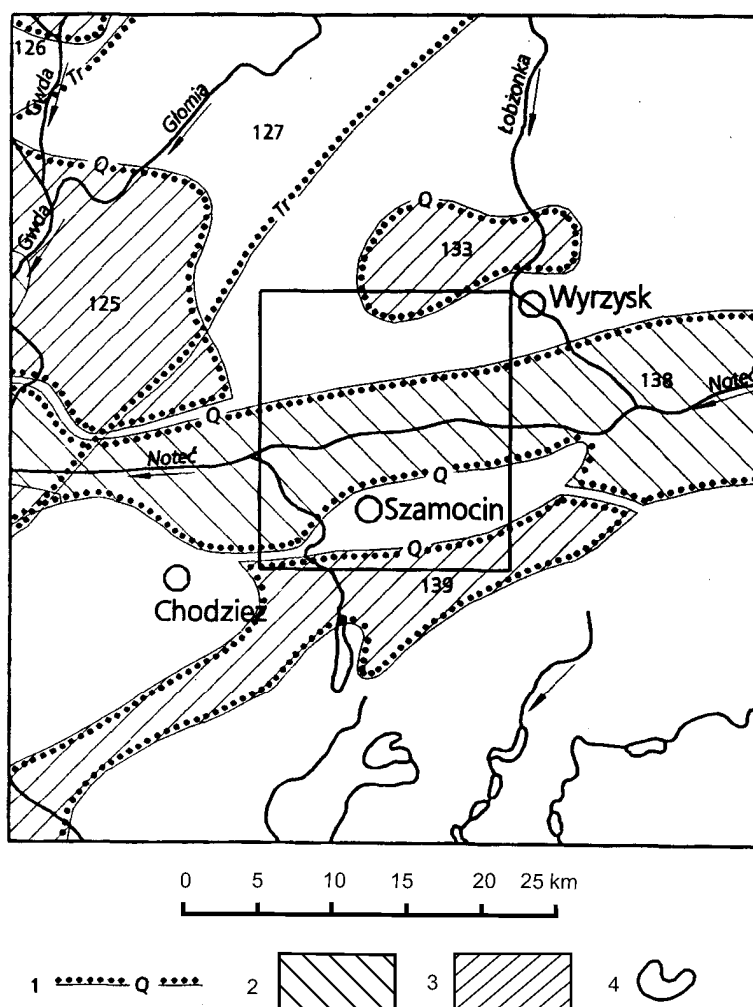 126
Gwda
Tr
Głomia
127
Łobżonka
Q
Tr
Q
133
Gwda
125
Wyrzysk
138
Noteć
Q
Noteć
Q
Szamocin
Q
139
Chodzież
0 5 10 15 20 25 km
1 Q 2 3 4